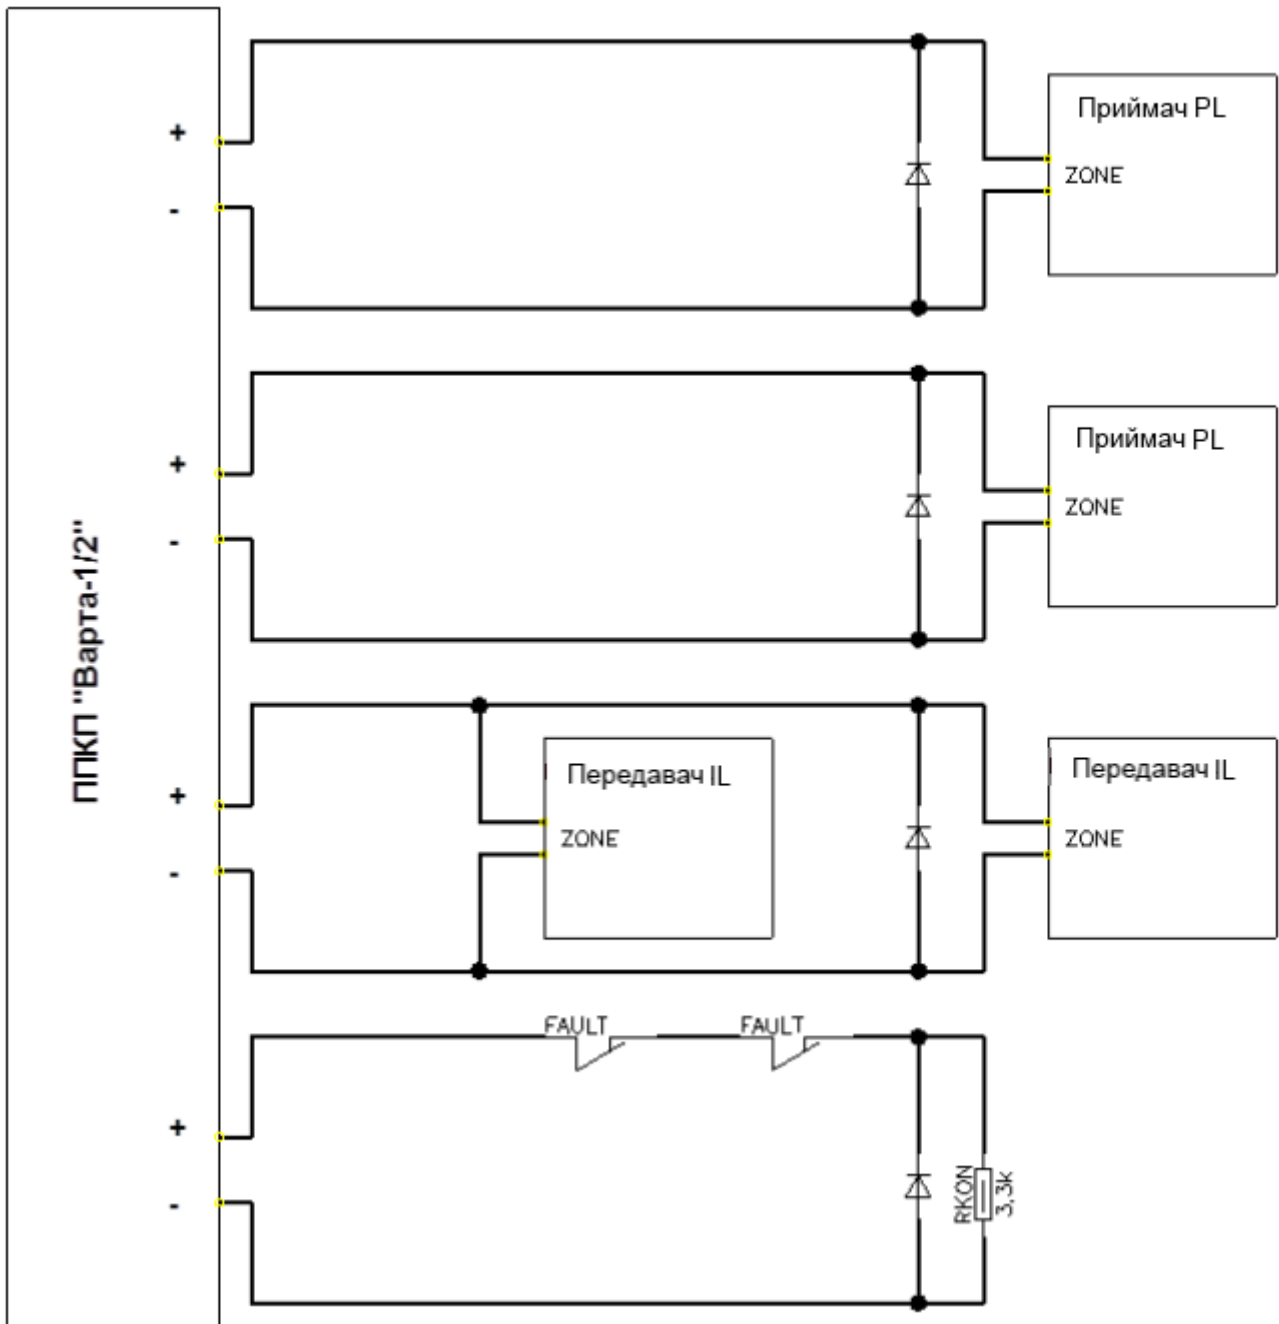 ППКП "Варта-1/2"
+
-
Приймач PL
ZONE
+
-
Приймач PL
ZONE
+
-
Передавач IL
ZONE
Передавач IL
ZONE
FAULT
FAULT
+
-
RKON
3,3К